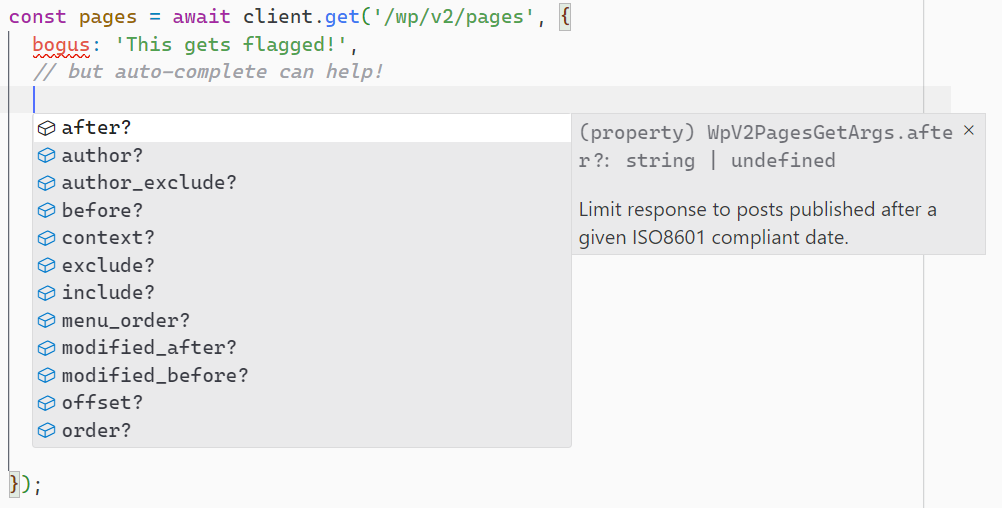 const pages = await client.get('/wp/v2/pages', {
bogus: 'This gets flagged!',
// but auto-complete can help!
after?
author?
author_exclude?
before?
context?
exclude?
include?
menu_order?
modified_after?
modified_before?
offset?
order?
(property) WpV2PagesGetArgs.afte
r?: string | undefined
Limit response to posts published after a
given ISO8601 compliant date.
});